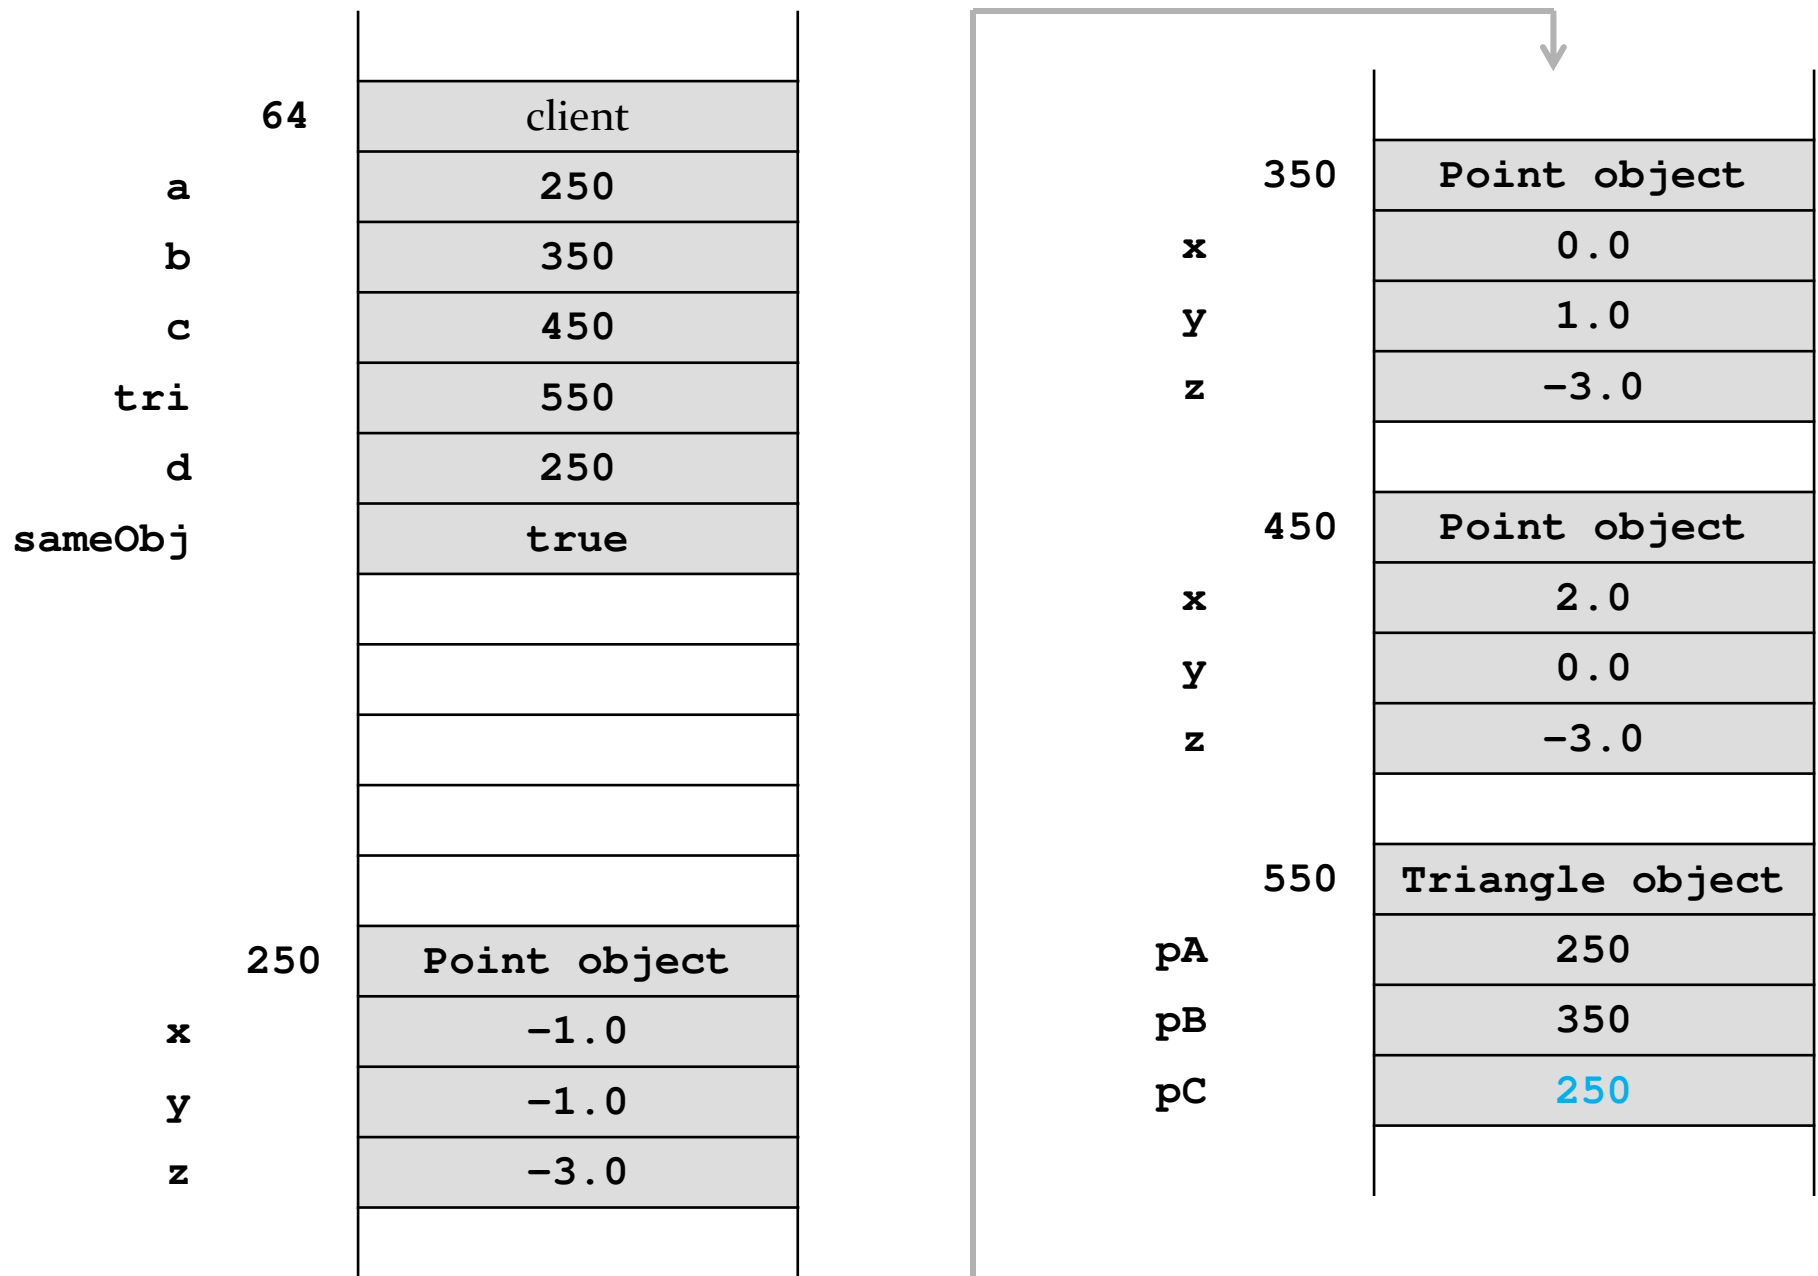 64 client
a 250
b 350
c 450
tri 550
d 250
sameObj true
250 Point object
x -1.0
y -1.0
z -3.0
350 Point object
x 0.0
y 1.0
z -3.0
450 Point object
x 2.0
y 0.0
z -3.0
550 Triangle object
pA 250
pB 350
pC 250